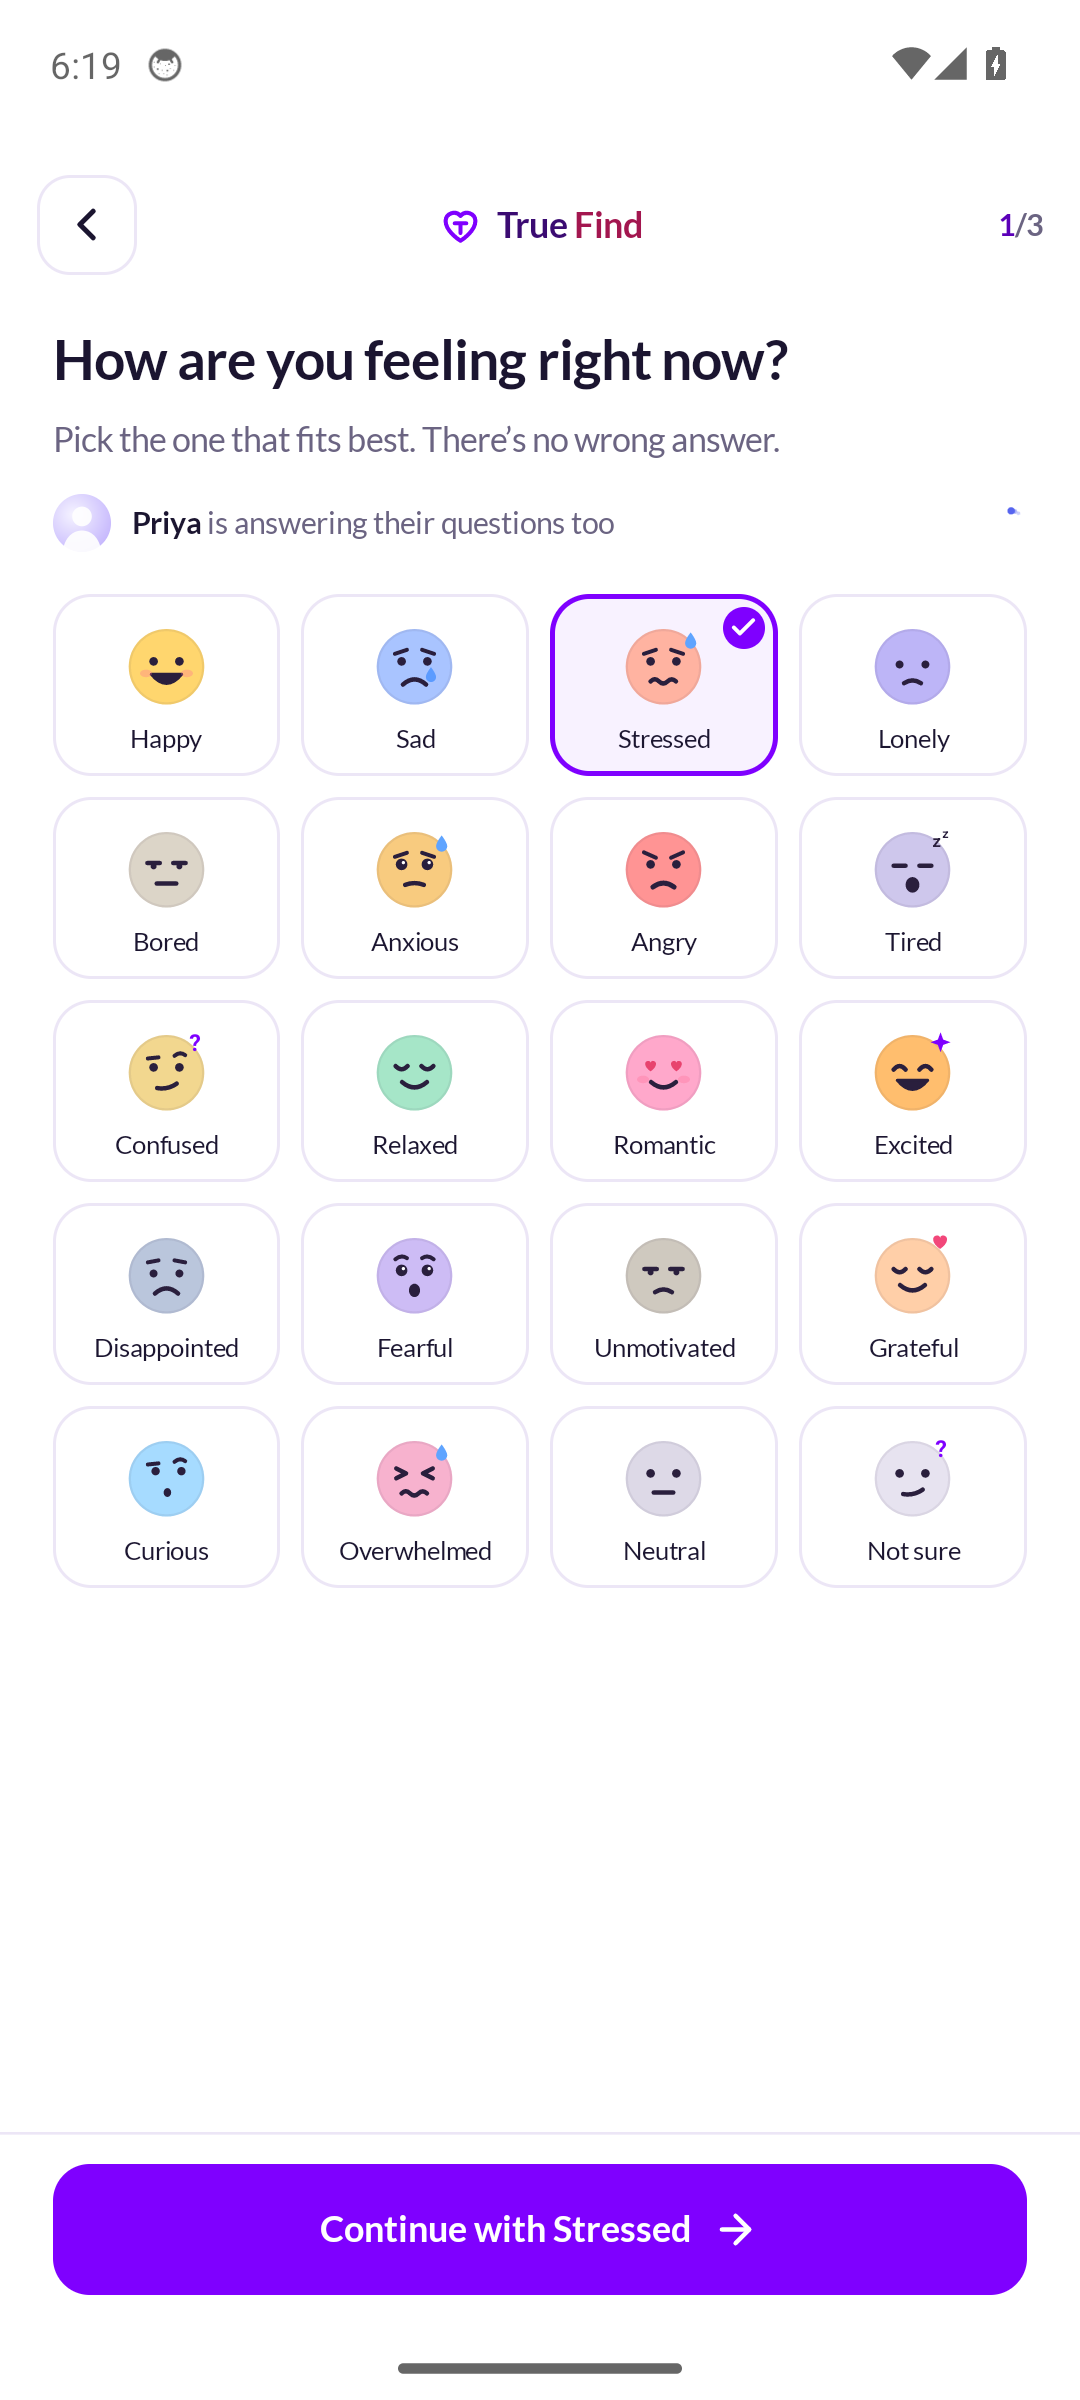 6:19
True Find
1/3
How are you feeling right now?
Pick the one that fits best. There’s no wrong answer.
Priya is answering their questions too
Happy
Sad
Stressed
Lonely
Bored
Anxious
Angry
z z
Tired
?
Confused
Relaxed
Romantic
Excited
Disappointed
Fearful
Unmotivated
Grateful
Curious
Overwhelmed
Neutral
?
Not sure
Continue with Stressed